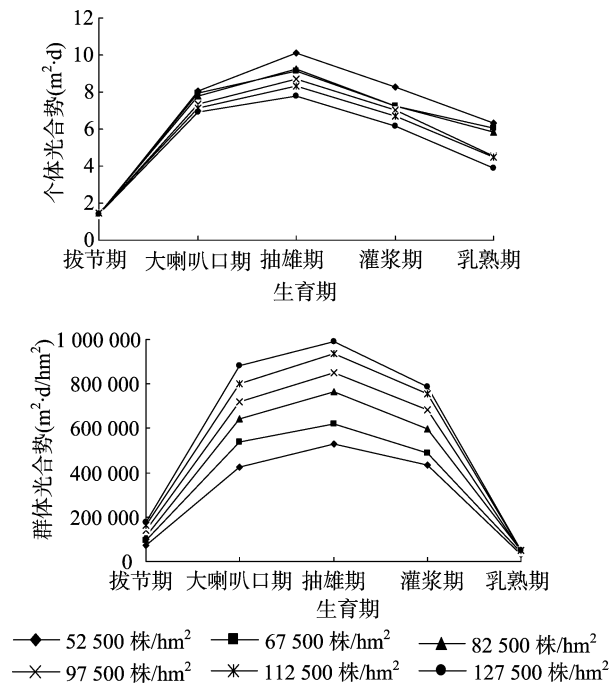 12
10
8
6
4
2
0
个体光合势(m²·d)
拔节期 大喇叭口期 抽雄期 灌浆期 乳熟期
生育期
1 000 000
800 000
600 000
400 000
200 000
0
群体光合势(m²·d/hm²)
拔节期 大喇叭口期 抽雄期 灌浆期 乳熟期
生育期
52 500 株/hm² 67 500 株/hm² 82 500 株/hm²
97 500 株/hm² 112 500 株/hm² 127 500 株/hm²